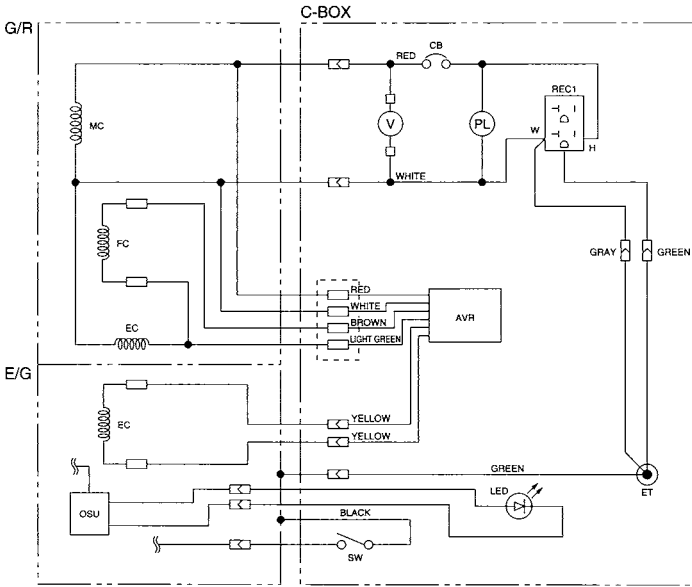 C-BOX
G/R
RED
CB
REC1
MC
V
PL
W
H
WHITE
FC
GRAY
GREEN
RED
WHITE
AVR
BROWN
EC
LIGHT GREEN
E/G
EC
YELLOW
YELLOW
GREEN
LED
ET
OSU
BLACK
SW